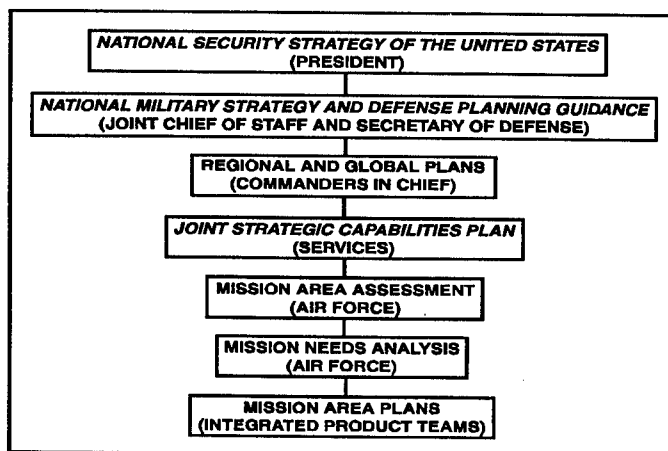 NATIONAL SECURITY STRATEGY OF THE UNITED STATES
(PRESIDENT)
NATIONAL MILITARY STRATEGY AND DEFENSE PLANNING GUIDANCE
(JOINT CHIEF OF STAFF AND SECRETARY OF DEFENSE)
REGIONAL AND GLOBAL PLANS
(COMMANDERS IN CHIEF)
JOINT STRATEGIC CAPABILITIES PLAN
(SERVICES)
MISSION AREA ASSESSMENT
(AIR FORCE)
MISSION NEEDS ANALYSIS
(AIR FORCE)
MISSION AREA PLANS
(INTEGRATED PRODUCT TEAMS)